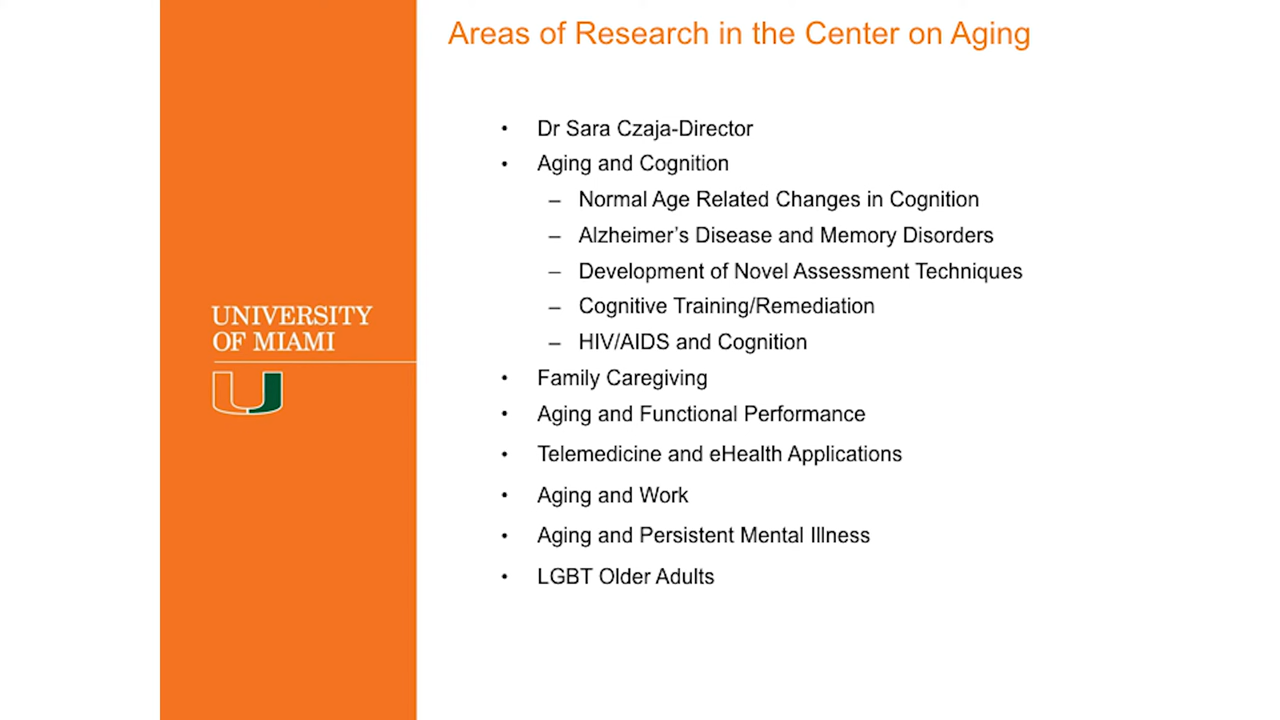 Areas of Research in the Center on Aging
• Dr Sara Czaja-Director
• Aging and Cognition
– Normal Age Related Changes in Cognition
– Alzheimer’s Disease and Memory Disorders
– Development of Novel Assessment Techniques
– Cognitive Training/Remediation
– HIV/AIDS and Cognition
• Family Caregiving
• Aging and Functional Performance
• Telemedicine and eHealth Applications
• Aging and Work
• Aging and Persistent Mental Illness
• LGBT Older Adults
UNIVERSITY
OF MIAMI
U